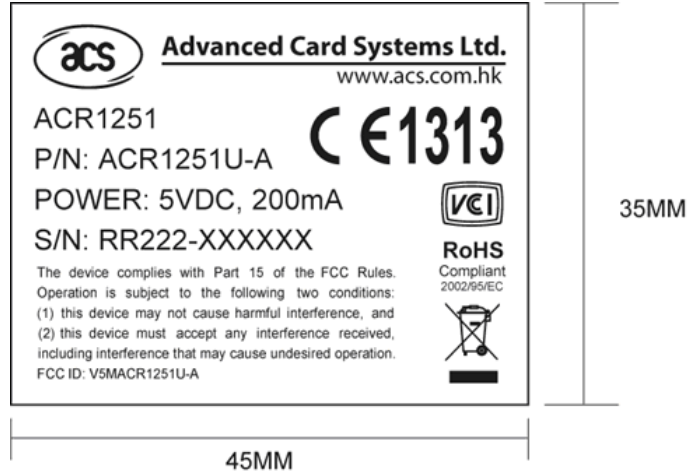 acs
Advanced Card Systems Ltd.
www.acs.com.hk
ACR1251
P/N: ACR1251U-A
POWER: 5VDC, 200mA
S/N: RR222-XXXXXX
CE1313
VCI
RoHS
Compliant
2002/95/EC
The device complies with Part 15 of the FCC Rules.
Operation is subject to the following two conditions:
(1) this device may not cause harmful interference, and
(2) this device must accept any interference received,
including interference that may cause undesired operation.
FCC ID: V5MACR1251U-A
35MM
45MM